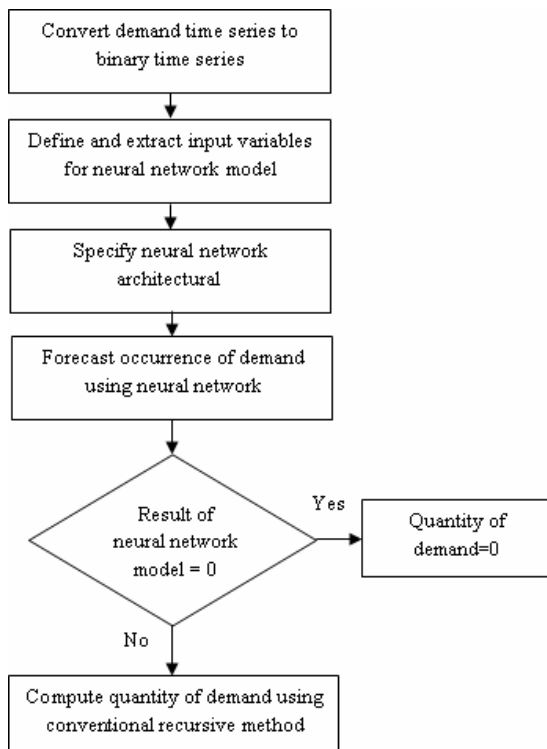 Convert demand time series to
binary time series
Define and extract input variables
for neural network model
Specify neural network
architectural
Forecast occurrence of demand
using neural network
Result of
neural network
model = 0
Yes
Quantity of
demand=0
No
Compute quantity of demand using
conventional recursive method